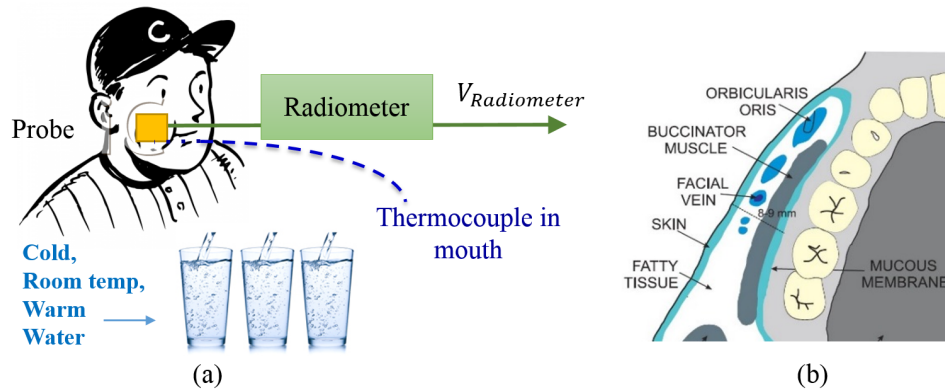 C
Probe
Radiometer
V_Radiometer
Thermocouple in
mouth
Cold,
Room temp,
Warm
Water
(a)
ORBICULARIS
ORIS
BUCCINATOR
MUSCLE
FACIAL
VEIN
8-9 mm
SKIN
FATTY
TISSUE
MUCOUS
MEMBRANE
(b)